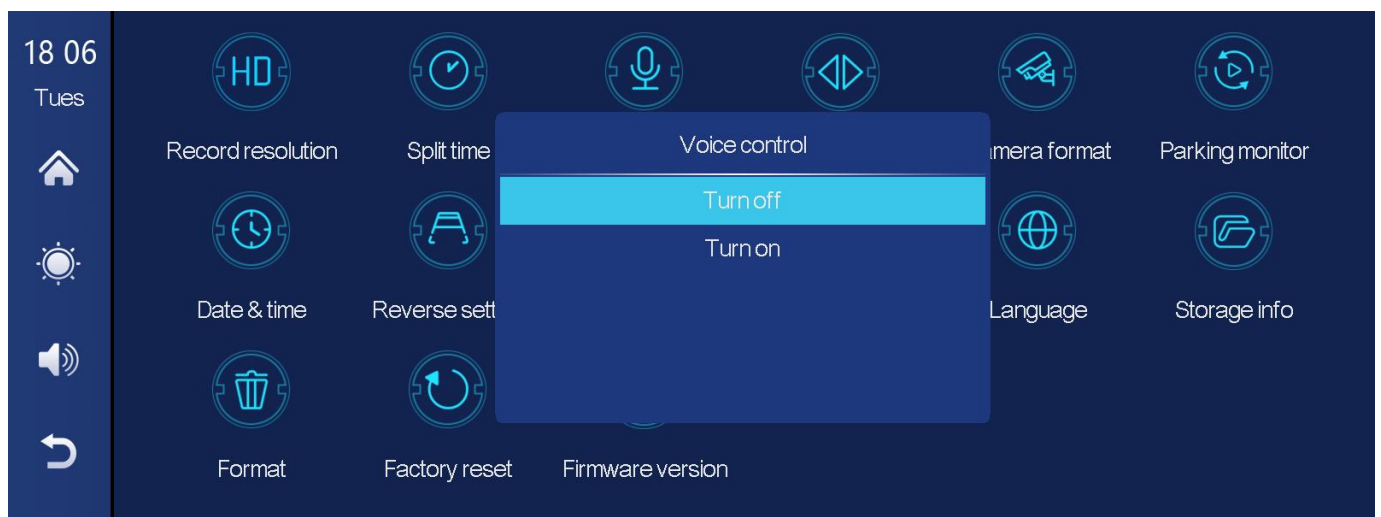 18 06
Tues
HD
Record resolution
Split time
Voice control
mera format
Parking monitor
Turn off
Turn on
Date & time
Reverse sett
Language
Storage info
Format
Factory reset
Firmware version